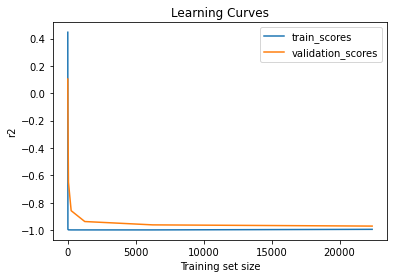 Learning Curves
train_scores
validation_scores
0.4
0.2
0.0
−0.2
−0.4
−0.6
−0.8
−1.0
r2
0
5000
10000
15000
20000
Training set size